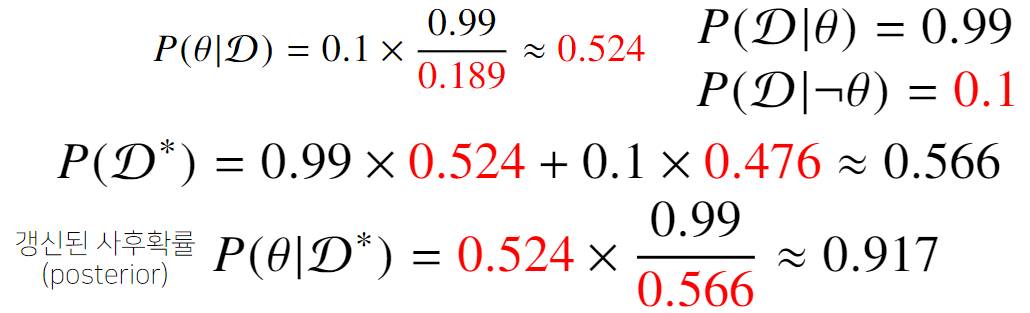 P(θ|𝒟) = 0.1 × 0.99/0.189 ≈ 0.524
P(𝒟|θ) = 0.99
P(𝒟|¬θ) = 0.1
P(𝒟*) = 0.99 × 0.524 + 0.1 × 0.476 ≈ 0.566
갱신된 사후확률
(posterior)
P(θ|𝒟*) = 0.524 × 0.99/0.566 ≈ 0.917